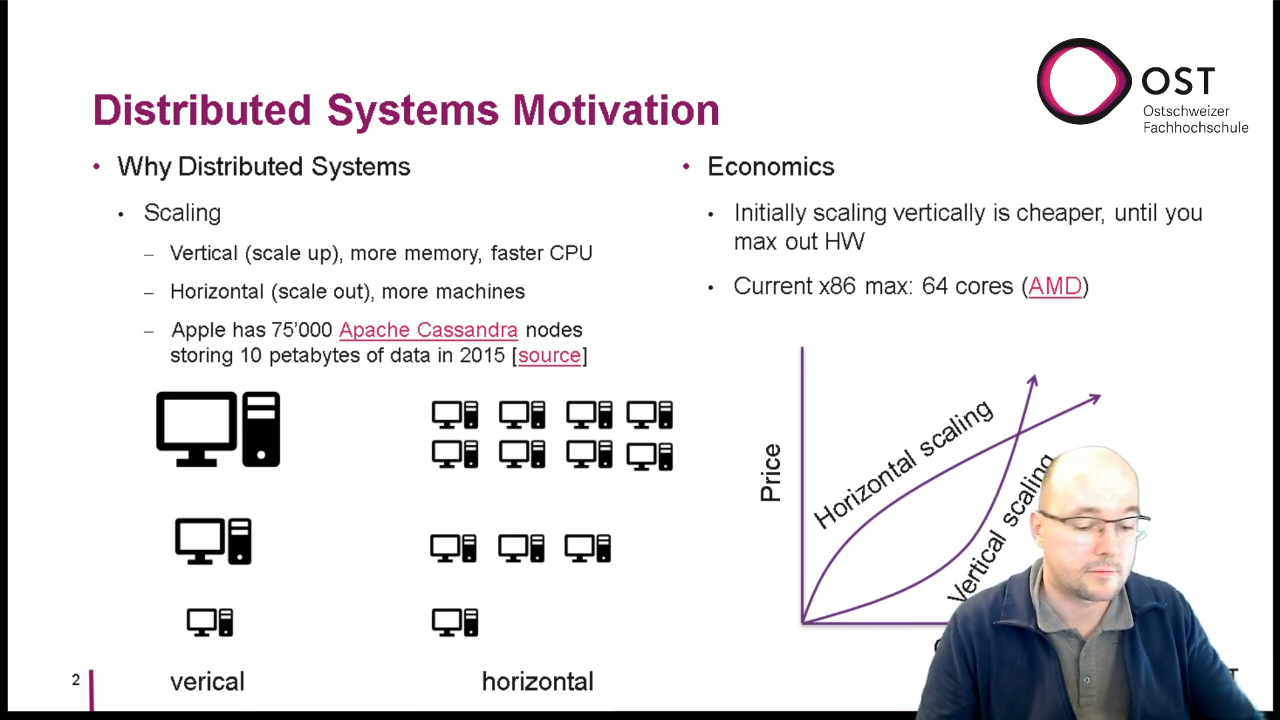 OST
Ostschweizer
Fachhochschule
Distributed Systems Motivation
• Why Distributed Systems
• Scaling
– Vertical (scale up), more memory, faster CPU
– Horizontal (scale out), more machines
– Apache has 75’000 Apache Cassandra nodes
storing 10 petabytes of data in 2015 [source]
verical
horizontal
• Economics
• Initially scaling vertically is cheaper, until you
max out HW
• Current x86 max: 64 cores (AMD)
Price
Horizontal scaling
Vertical scaling
2